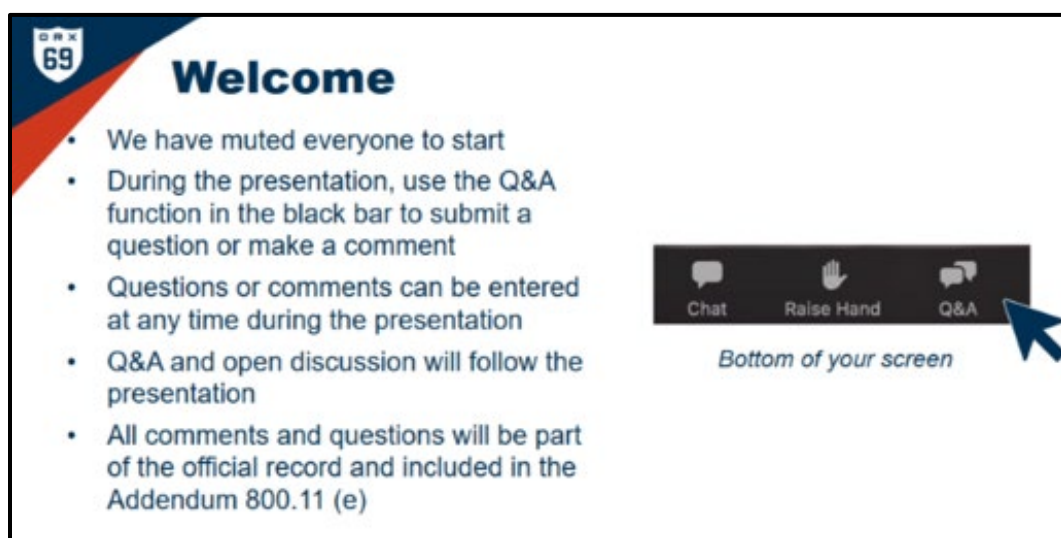 ORX
69
Welcome
• We have muted everyone to start
• During the presentation, use the Q&A
function in the black bar to submit a
question or make a comment
• Questions or comments can be entered
at any time during the presentation
• Q&A and open discussion will follow the
presentation
• All comments and questions will be part
of the official record and included in the
Addendum 800.11 (e)
Chat Raise Hand Q&A
Bottom of your screen